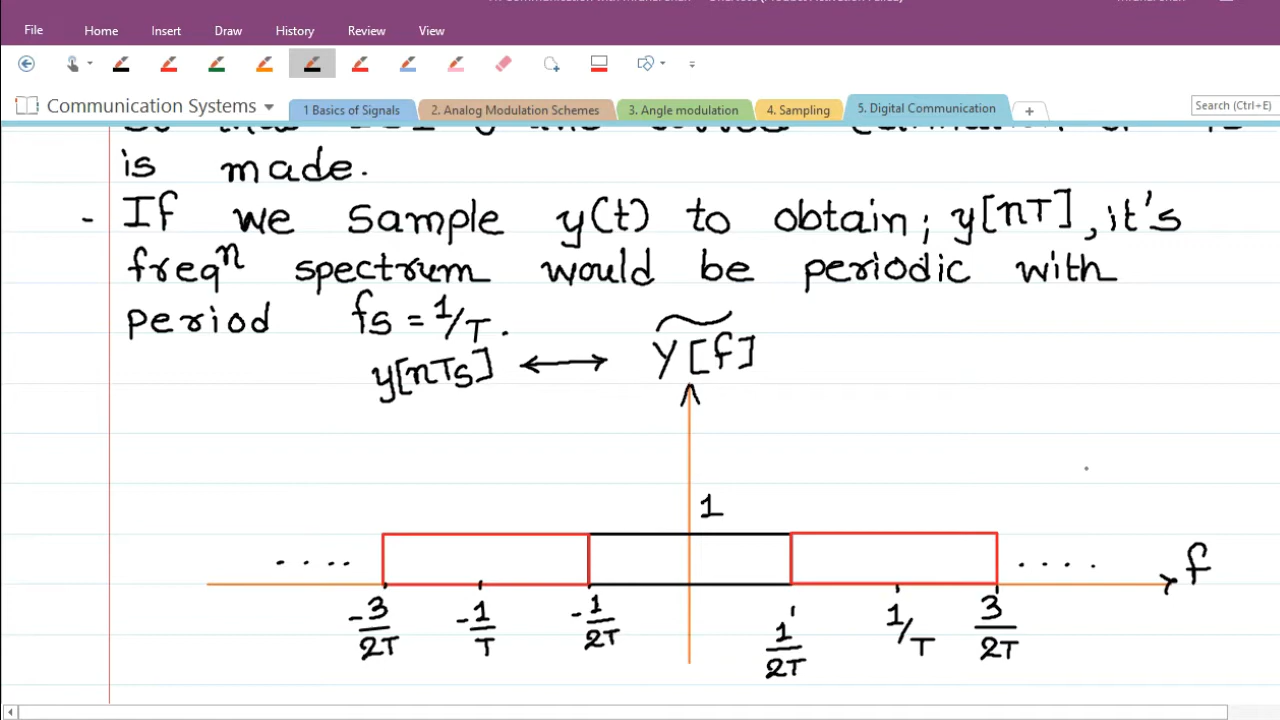 File Home Insert Draw History Review View
Communication Systems 1 Basics of Signals 2. Analog Modulation Schemes 3. Angle modulation 4. Sampling 5. Digital Communication + Search (Ctrl+E)
is made.
- If we sample y(t) to obtain; y[nT], it's
freqⁿ spectrum would be periodic with
period fs = 1/T.
y[nTs] ↔ Y[f]
1
.... .... f
-3/2T -1/T -1/2T 1/2T 1/T 3/2T